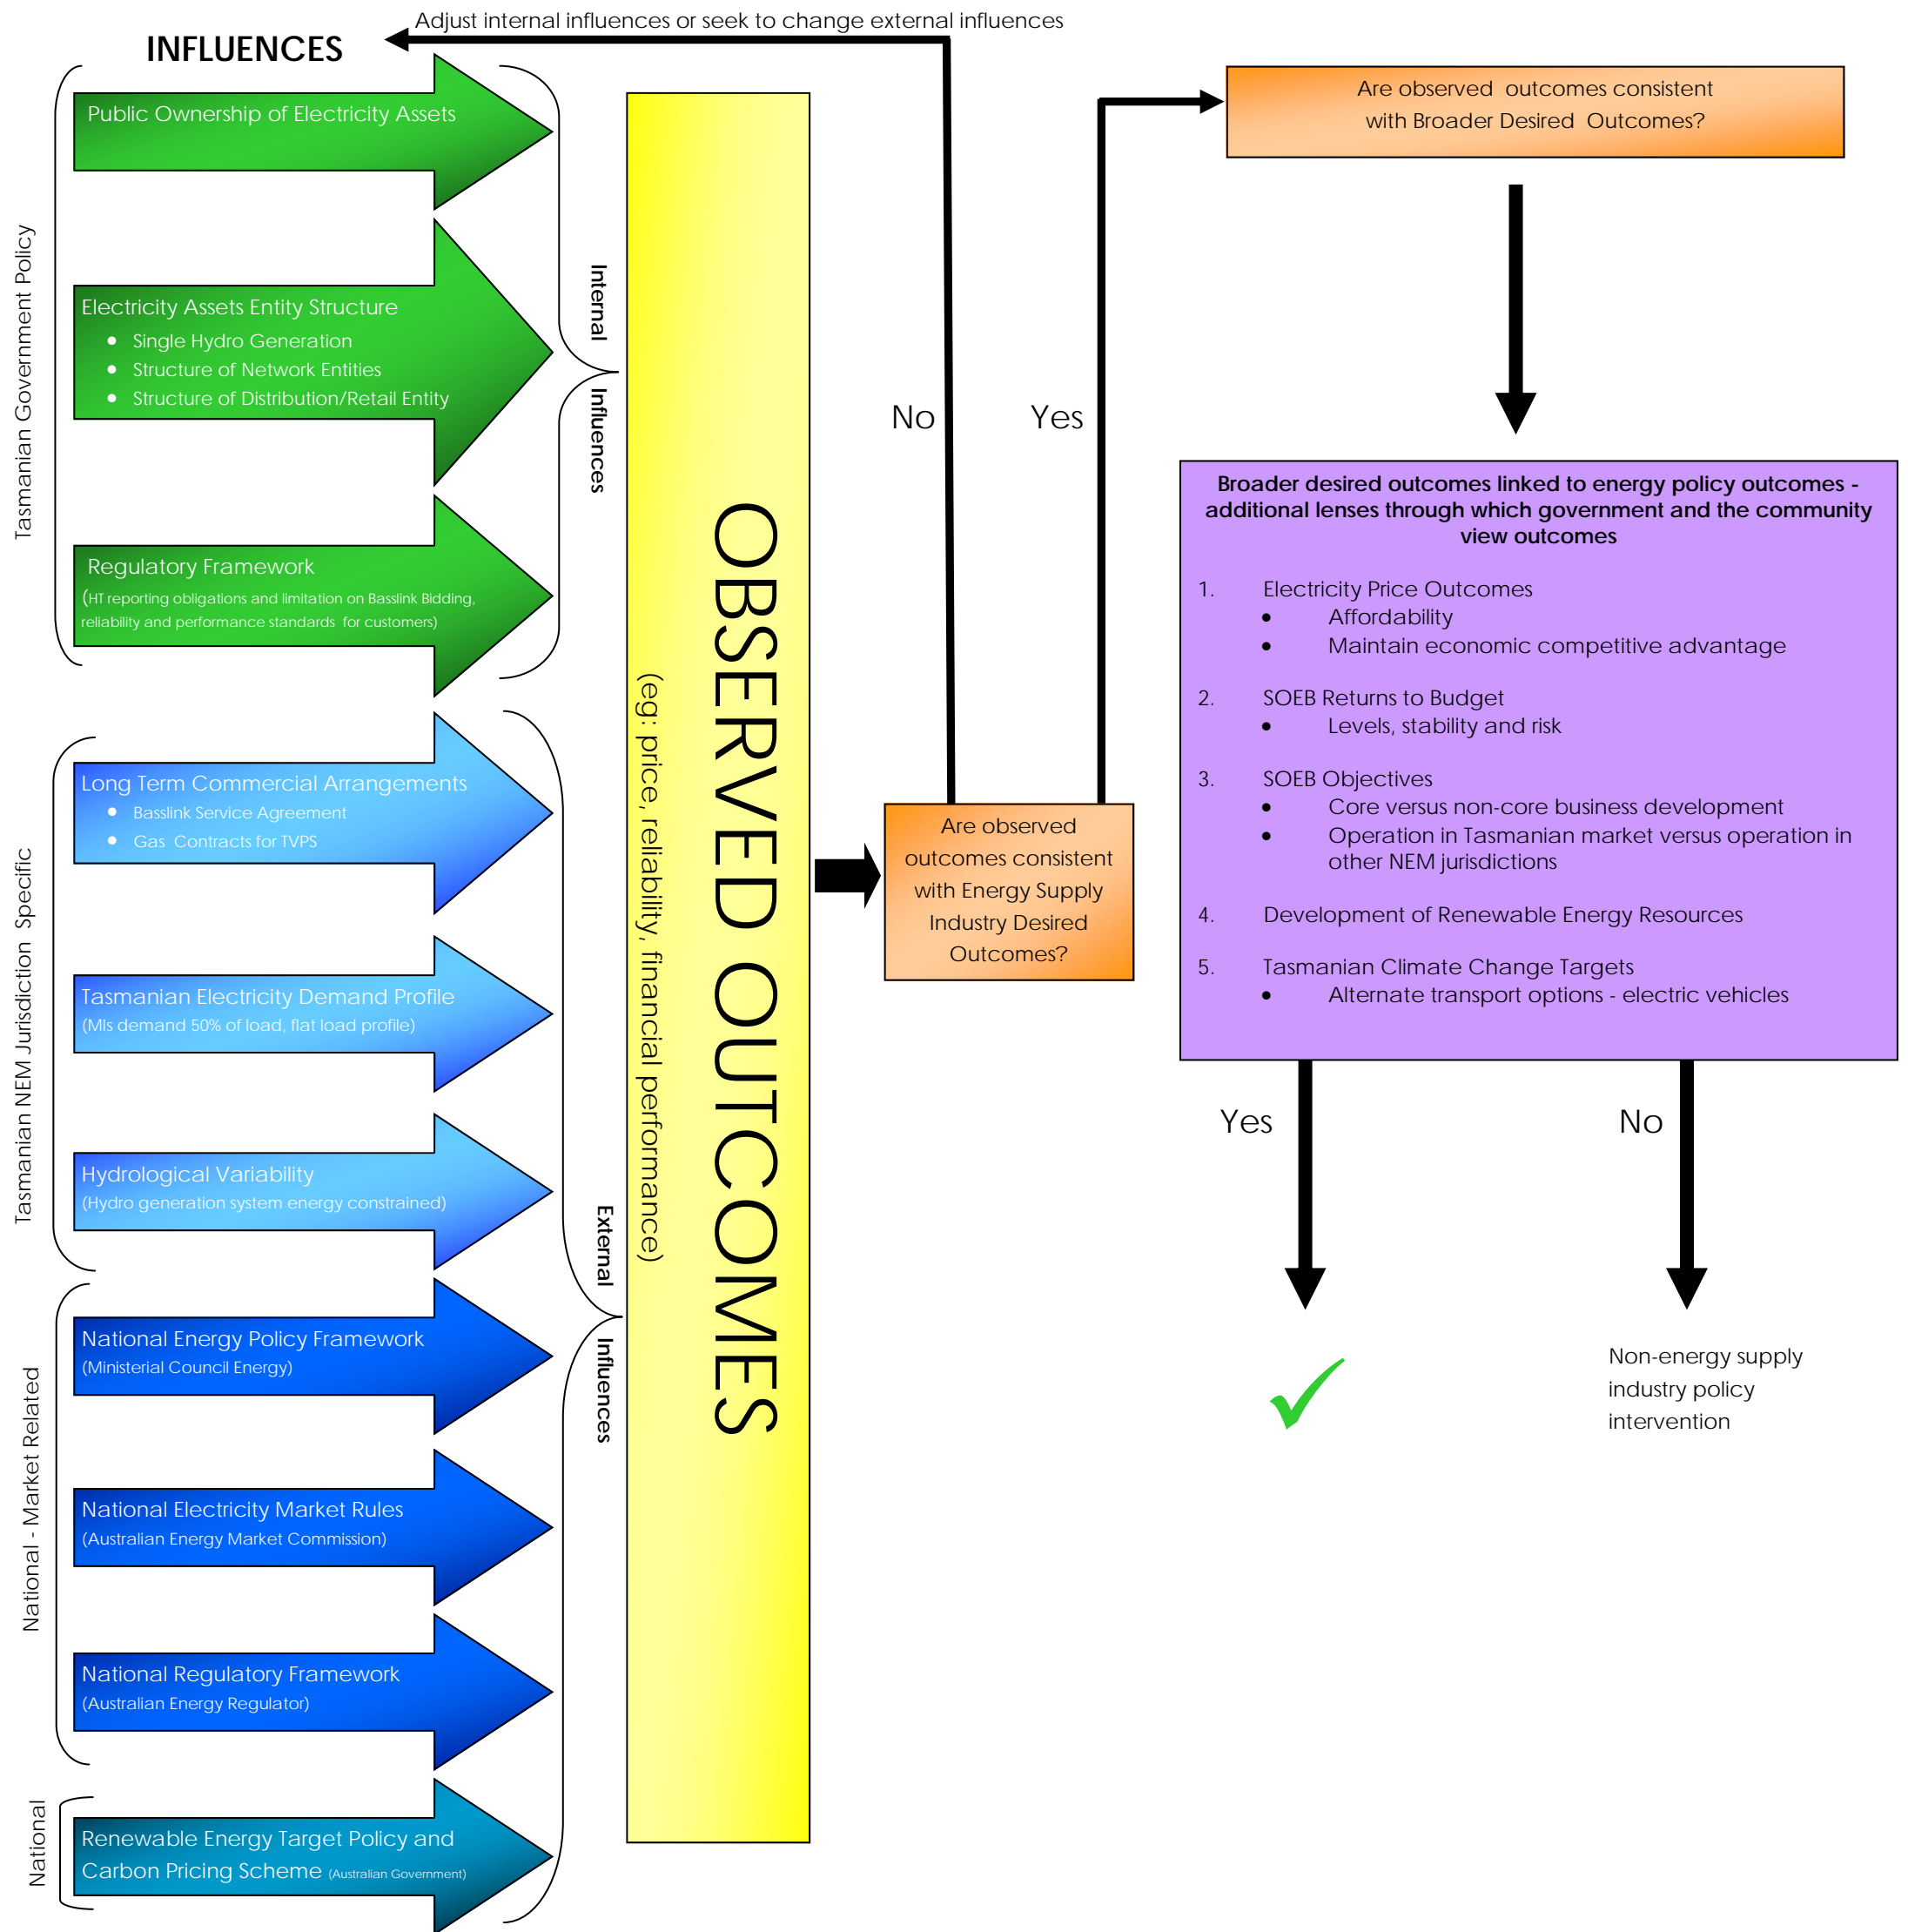 Adjust internal influences or seek to change external influences
INFLUENCES
Tasmanian Government Policy
Public Ownership of Electricity Assets
Electricity Assets Entity Structure
• Single Hydro Generation
• Structure of Network Entities
• Structure of Distribution/Retail Entity
Regulatory Framework
(HT reporting obligations and limitation on Basslink Bidding,
reliability and performance standards for customers)
Internal Influences
Tasmanian NEM Jurisdiction Specific
Long Term Commercial Arrangements
• Basslink Service Agreement
• Gas Contracts for TVPS
Tasmanian Electricity Demand Profile
(MIs demand 50% of load, flat load profile)
Hydrological Variability
(Hydro generation system energy constrained)
National - Market Related
National Energy Policy Framework
(Ministerial Council Energy)
National Electricity Market Rules
(Australian Energy Market Commission)
National Regulatory Framework
(Australian Energy Regulator)
National
Renewable Energy Target Policy and
Carbon Pricing Scheme (Australian Government)
External Influences
OBSERVED OUTCOMES
(eg: price, reliability, financial performance)
Are observed
outcomes consistent
with Energy Supply
Industry Desired
Outcomes?
No
Yes
Are observed outcomes consistent
with Broader Desired Outcomes?
Broader desired outcomes linked to energy policy outcomes -
additional lenses through which government and the community
view outcomes
1. Electricity Price Outcomes
• Affordability
• Maintain economic competitive advantage
2. SOEB Returns to Budget
• Levels, stability and risk
3. SOEB Objectives
• Core versus non-core business development
• Operation in Tasmanian market versus operation in
other NEM jurisdictions
4. Development of Renewable Energy Resources
5. Tasmanian Climate Change Targets
• Alternate transport options - electric vehicles
Yes
No
Non-energy supply
industry policy
intervention